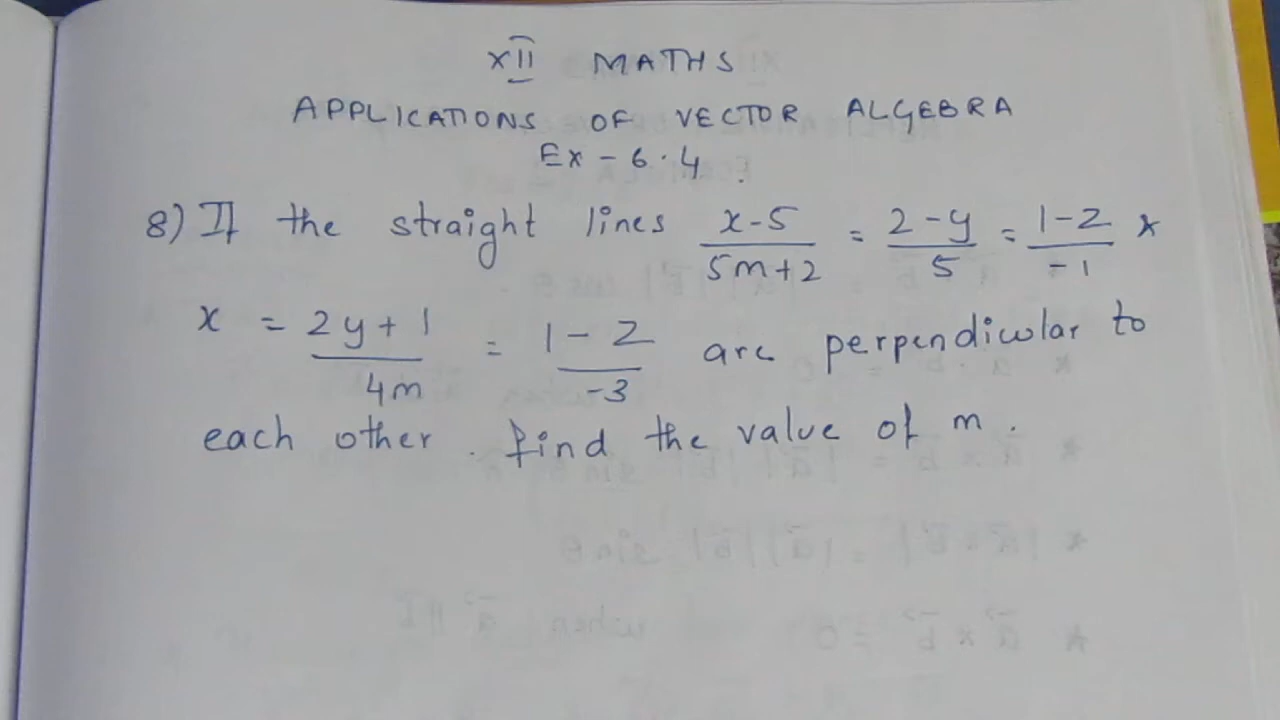 XII MATHS
APPLICATIONS OF VECTOR ALGEBRA
Ex - 6.4
8) If the straight lines x-5/5m+2 = 2-y/5 = 1-z/-1 &
x = 2y+1/4m = 1-z/-3 are perpendicular to
each other. find the value of m.